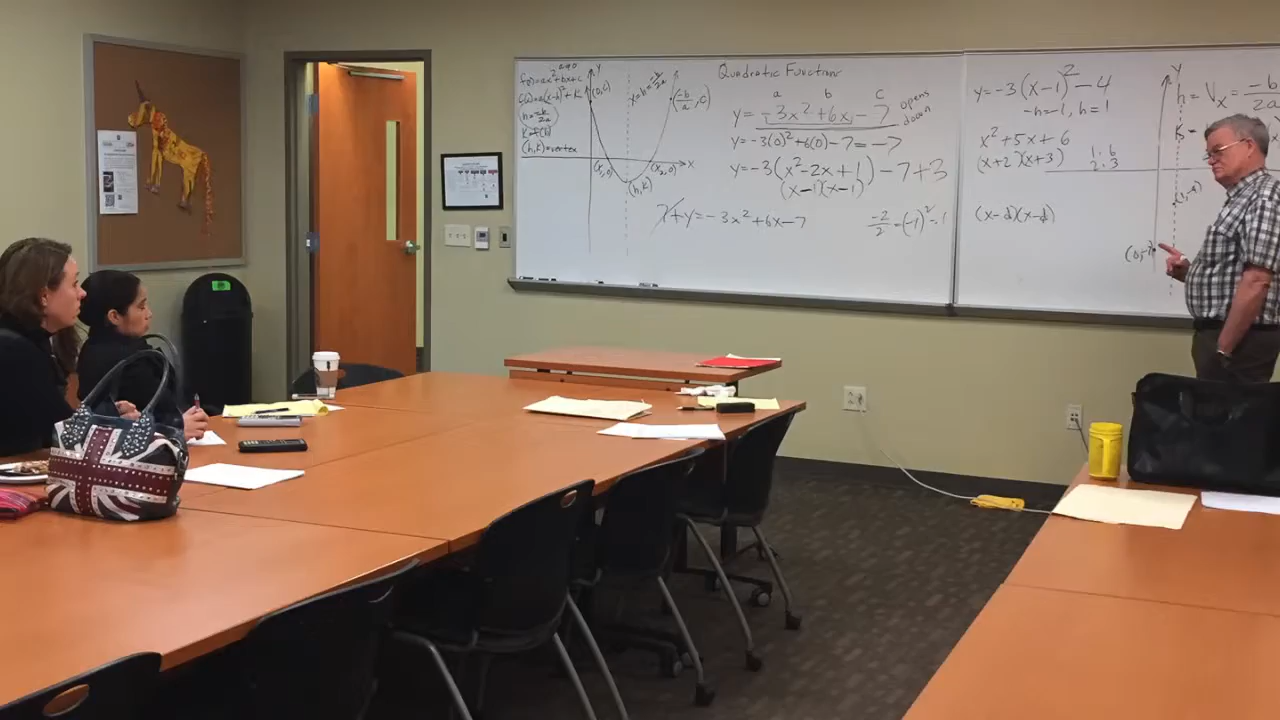 a>0
f(x)=ax²+bx+c
f(x)=a(x-h)²+K
h=-b/2a
K=f(h)
(h,K)=vertex
y
(0,c)
x=h=-b/2a
(-b/a, c)
x
(x₁,0)
(x₂,0)
(h,K)
Quadratic Functions
a b c
y=-3x²+6x-7
opens
down
y=-3(0)²+6(0)-7=-7
y=-3(x²-2x+1)-7+3
(x-1)(x-1)
7+y=-3x²+6x-7
-2/2=(-1)²=1
y=-3(x-1)²-4
-h=-1, h=1
x²+5x+6
(x+2)(x+3)
1·6
2·3
y
h=Vx=-b/2a
K=